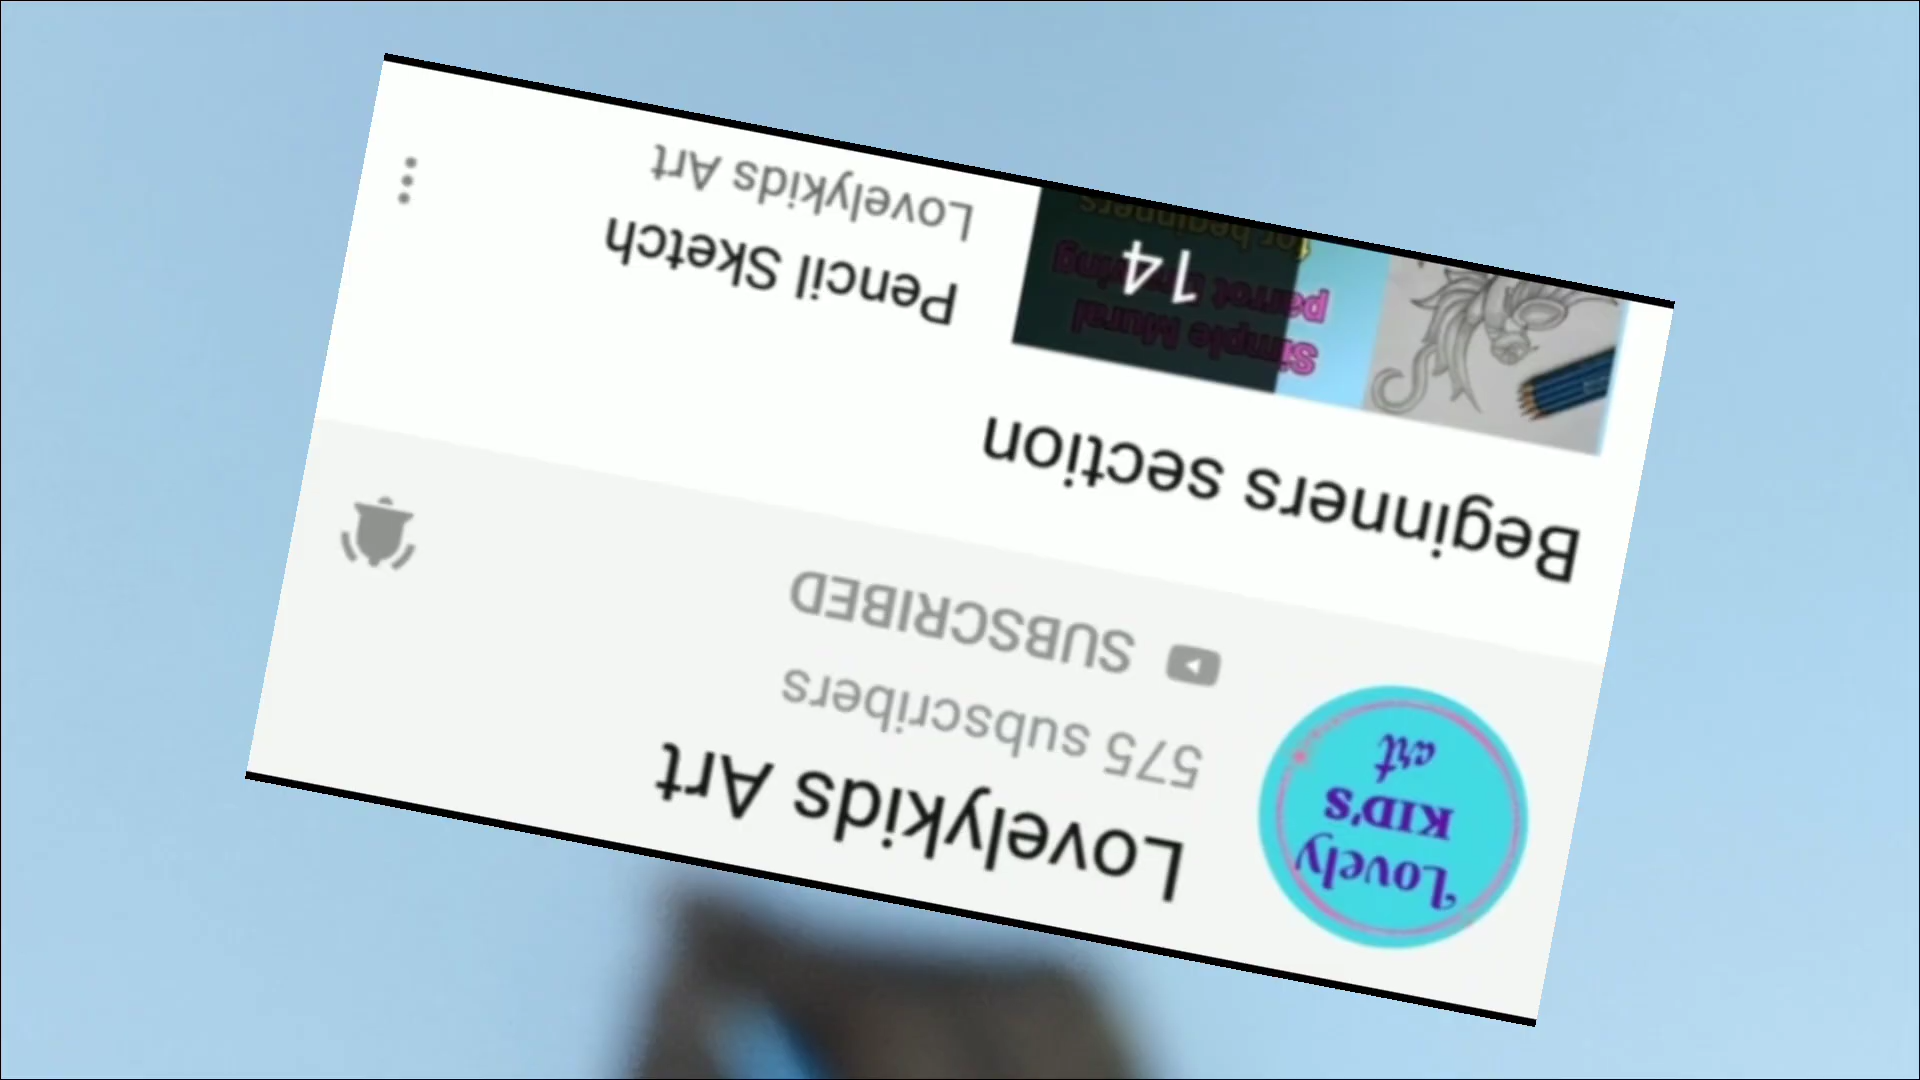 Lovely
KID'S
art
Lovelykids Art
575 subscribers
SUBSCRIBED
Beginners section
Simple Mural
parrot drawing
for beginners
14
Pencil Sketch
Lovelykids Art